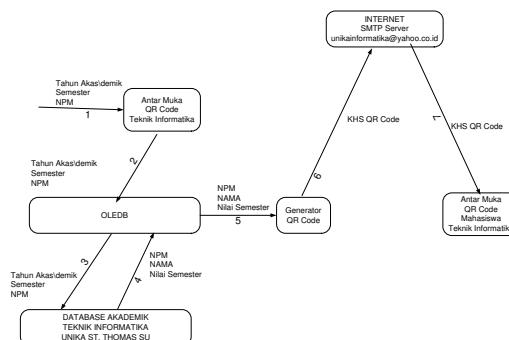 INTERNET
SMTP Server
unikainformatika@yahoo.co.id
Tahun Akas\demik
Semester
NPM
1
Antar Muka
QR Code
Teknik Informatika
KHS QR Code
6
7
KHS QR Code
Tahun Akas\demik
Semester
NPM
2
OLEDB
NPM
NAMA
Nilai Semester
5
Generator
QR Code
Antar Muka
QR Code
Mahasiswa
Teknik Informatik
Tahun Akas\demik
Semester
NPM
3
4
NPM
NAMA
Nilai Semester
DATABASE AKADEMIK
TEKNIK INFORMATIKA
UNIKA ST. THOMAS SU